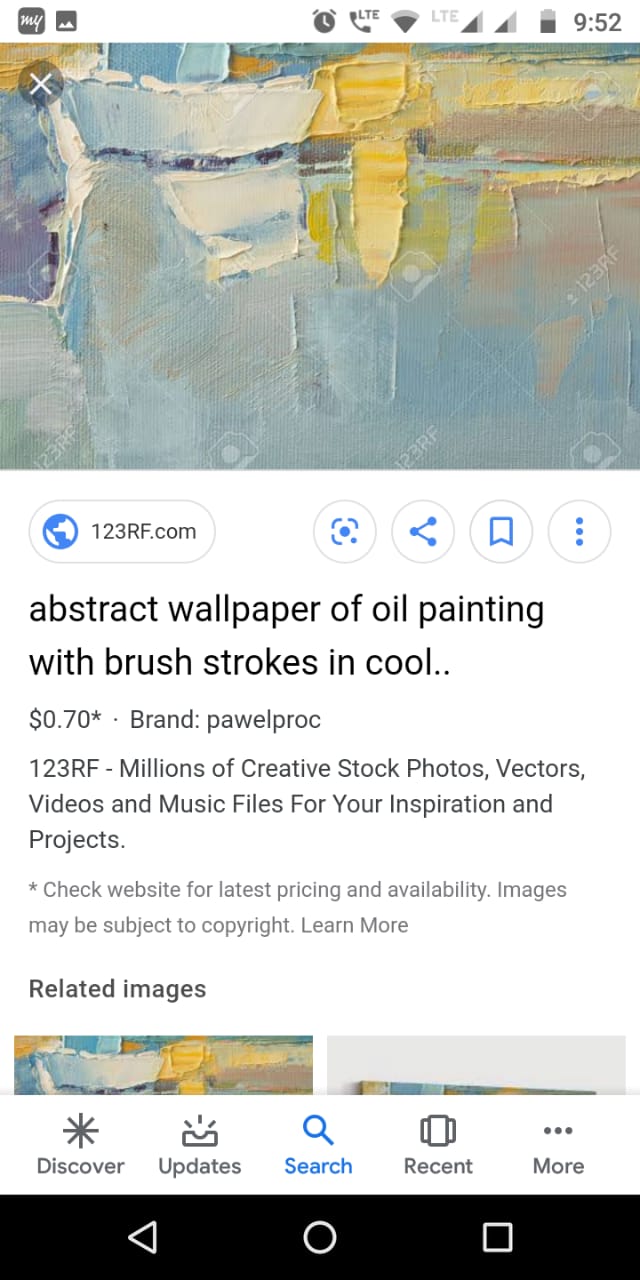 my LTE LTE 9:52
123RF
123RF
123RF
123RF.com
abstract wallpaper of oil painting
with brush strokes in cool..
$0.70* · Brand: pawelproc
123RF - Millions of Creative Stock Photos, Vectors,
Videos and Music Files For Your Inspiration and
Projects.
* Check website for latest pricing and availability. Images
may be subject to copyright. Learn More
Related images
Discover Updates Search Recent More